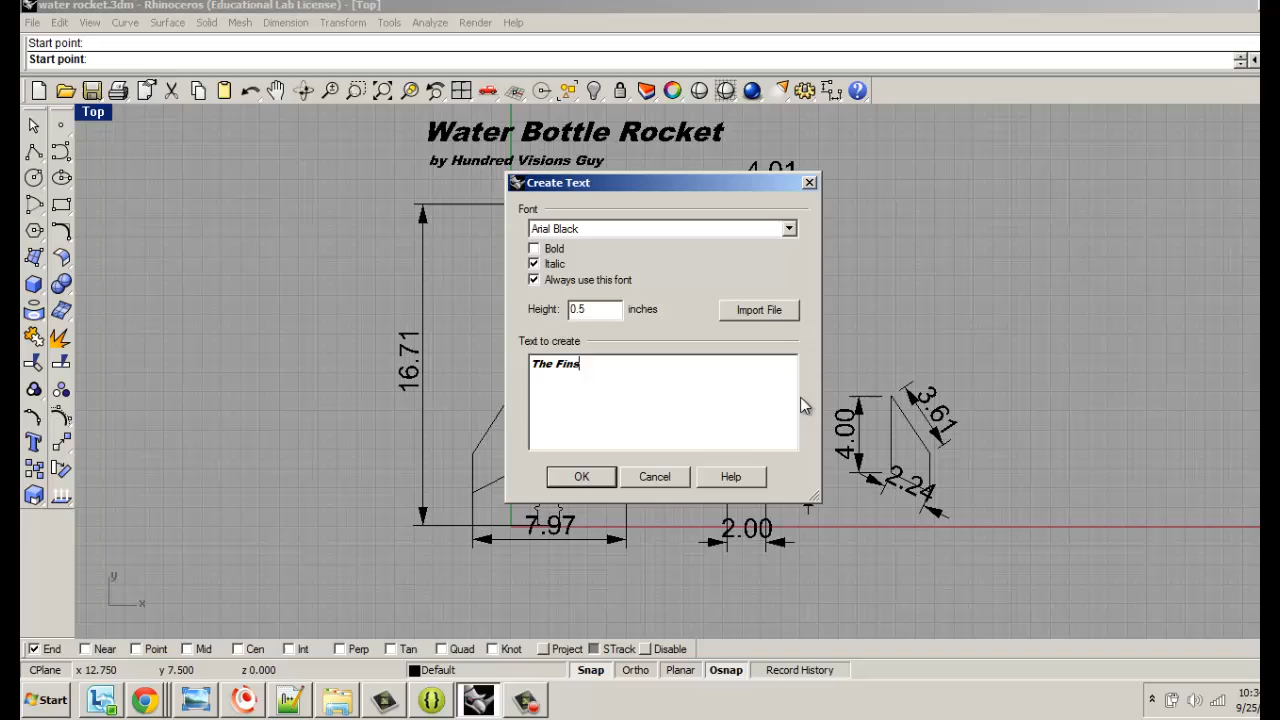 water rocket.3dm - Rhinoceros (Educational Lab License) - [Top]
File Edit View Curve Surface Solid Mesh Dimension Transform Tools Analyze Render Help
Start point:
Start point:
Top
Water Bottle Rocket
by Hundred Visions Guy
4.01
Create Text
Font
Arial Black
Bold
Italic
Always use this font
Height: 0.5 inches Import File
Text to create
The Fins
OK Cancel Help
16.71
7.97
2.00
4.00
3.61
2.24
y
x
End Near Point Mid Cen Int Perp Tan Quad Knot Project STrack Disable
CPlane x 12.750 y 7.500 z 0.000 Default Snap Ortho Planar Osnap Record History
Start
9/25/